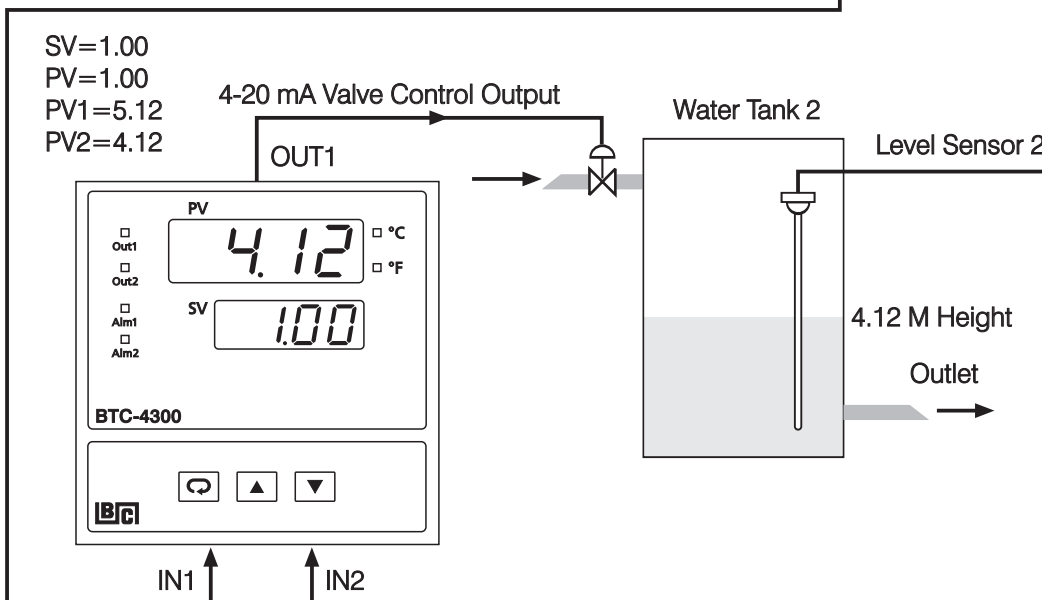 SV=1.00
PV=1.00
PV1=5.12
PV2=4.12
4-20 mA Valve Control Output
OUT1
Water Tank 2
Level Sensor 2
PV
Out1
4.12
°C
°F
Out2
SV
Alm1
1.00
Alm2
4.12 M Height
Outlet
BTC-4300
BC
IN1
IN2